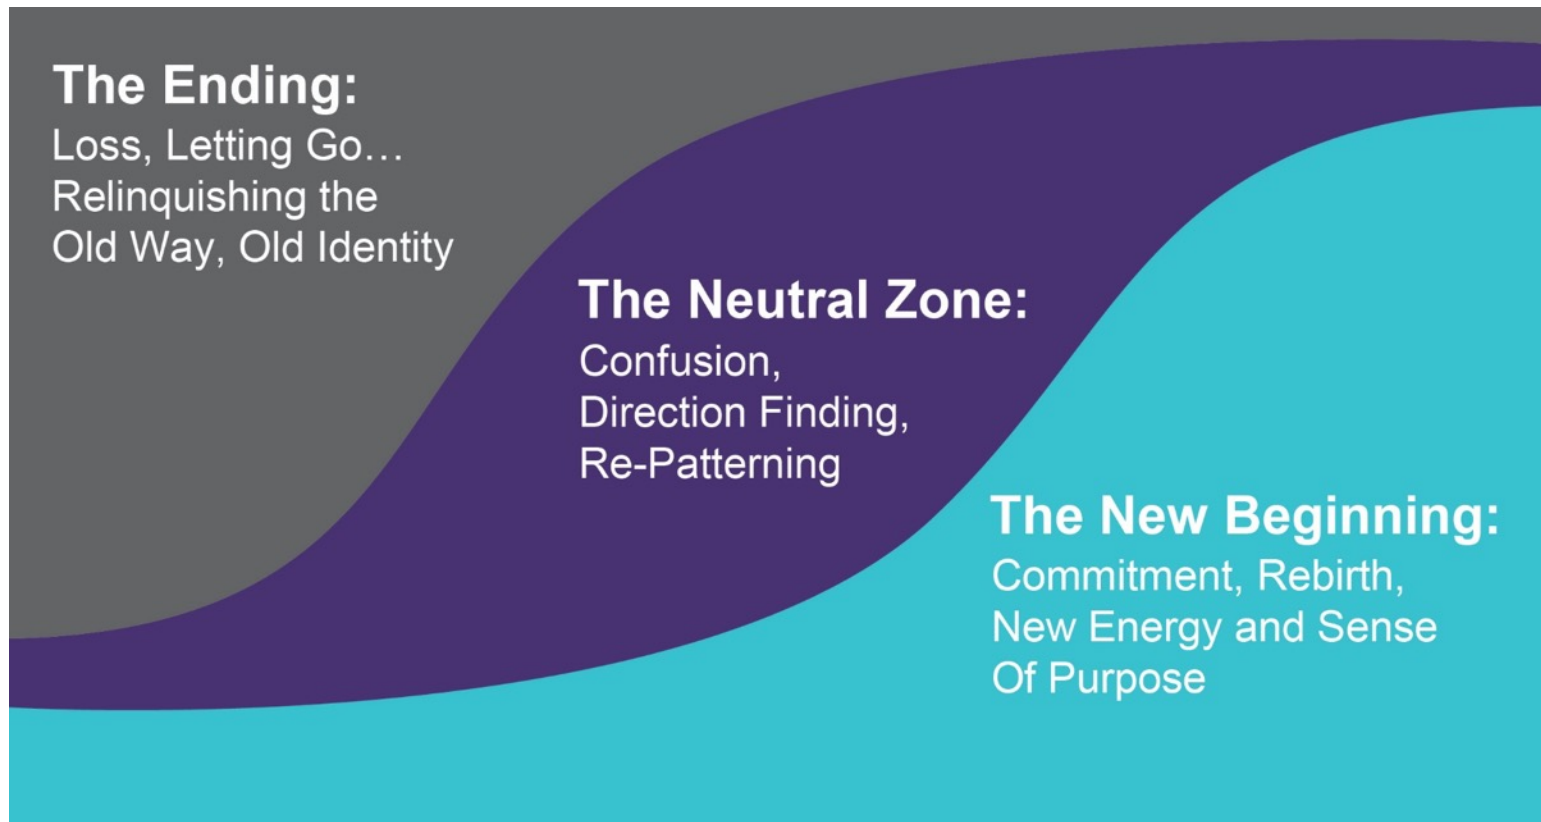 The Ending:
Loss, Letting Go…
Relinquishing the
Old Way, Old Identity
The Neutral Zone:
Confusion,
Direction Finding,
Re-Patterning
The New Beginning:
Commitment, Rebirth,
New Energy and Sense
Of Purpose